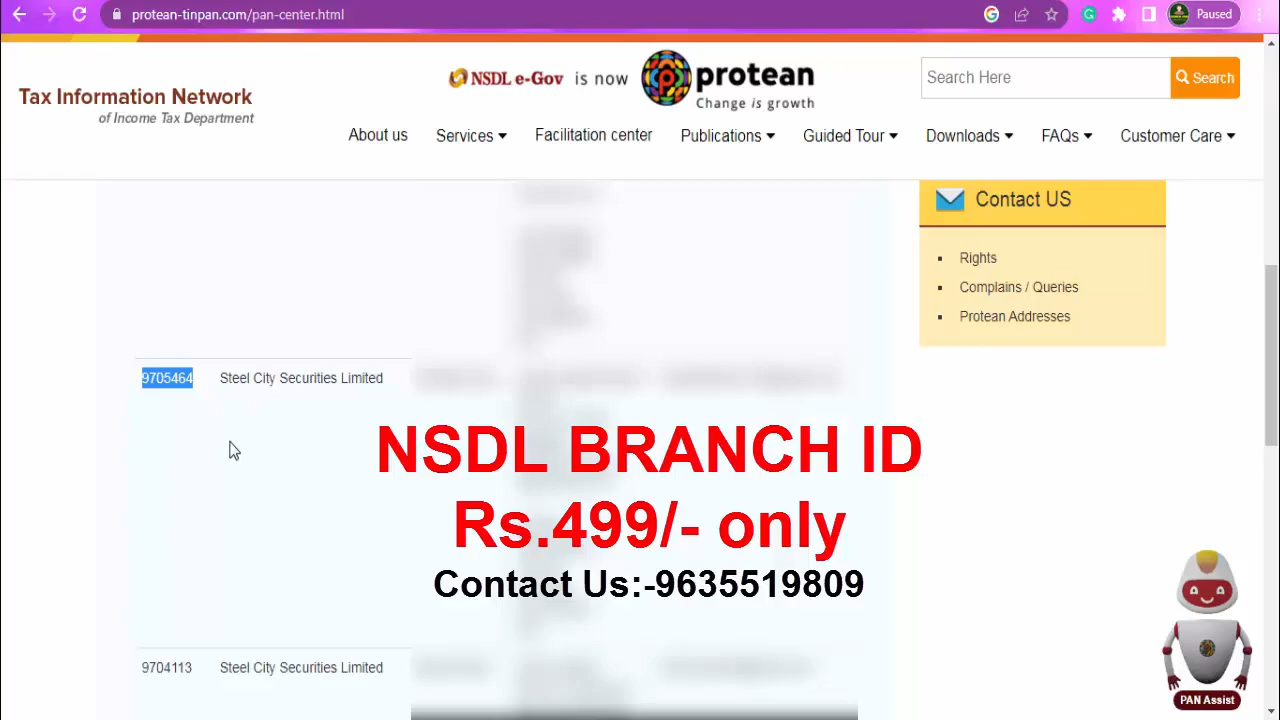 protean-tinpan.com/pan-center.html
Paused
Tax Information Network
of Income Tax Department
NSDL e-Gov is now protean
Change is growth
Search Here
Search
About us Services Facilitation center Publications Guided Tour Downloads FAQs Customer Care
Contact US
Rights
Complains / Queries
Protean Addresses
9705464 Steel City Securities Limited
NSDL BRANCH ID
Rs.499/- only
Contact Us:-9635519809
9704113 Steel City Securities Limited
PAN Assist